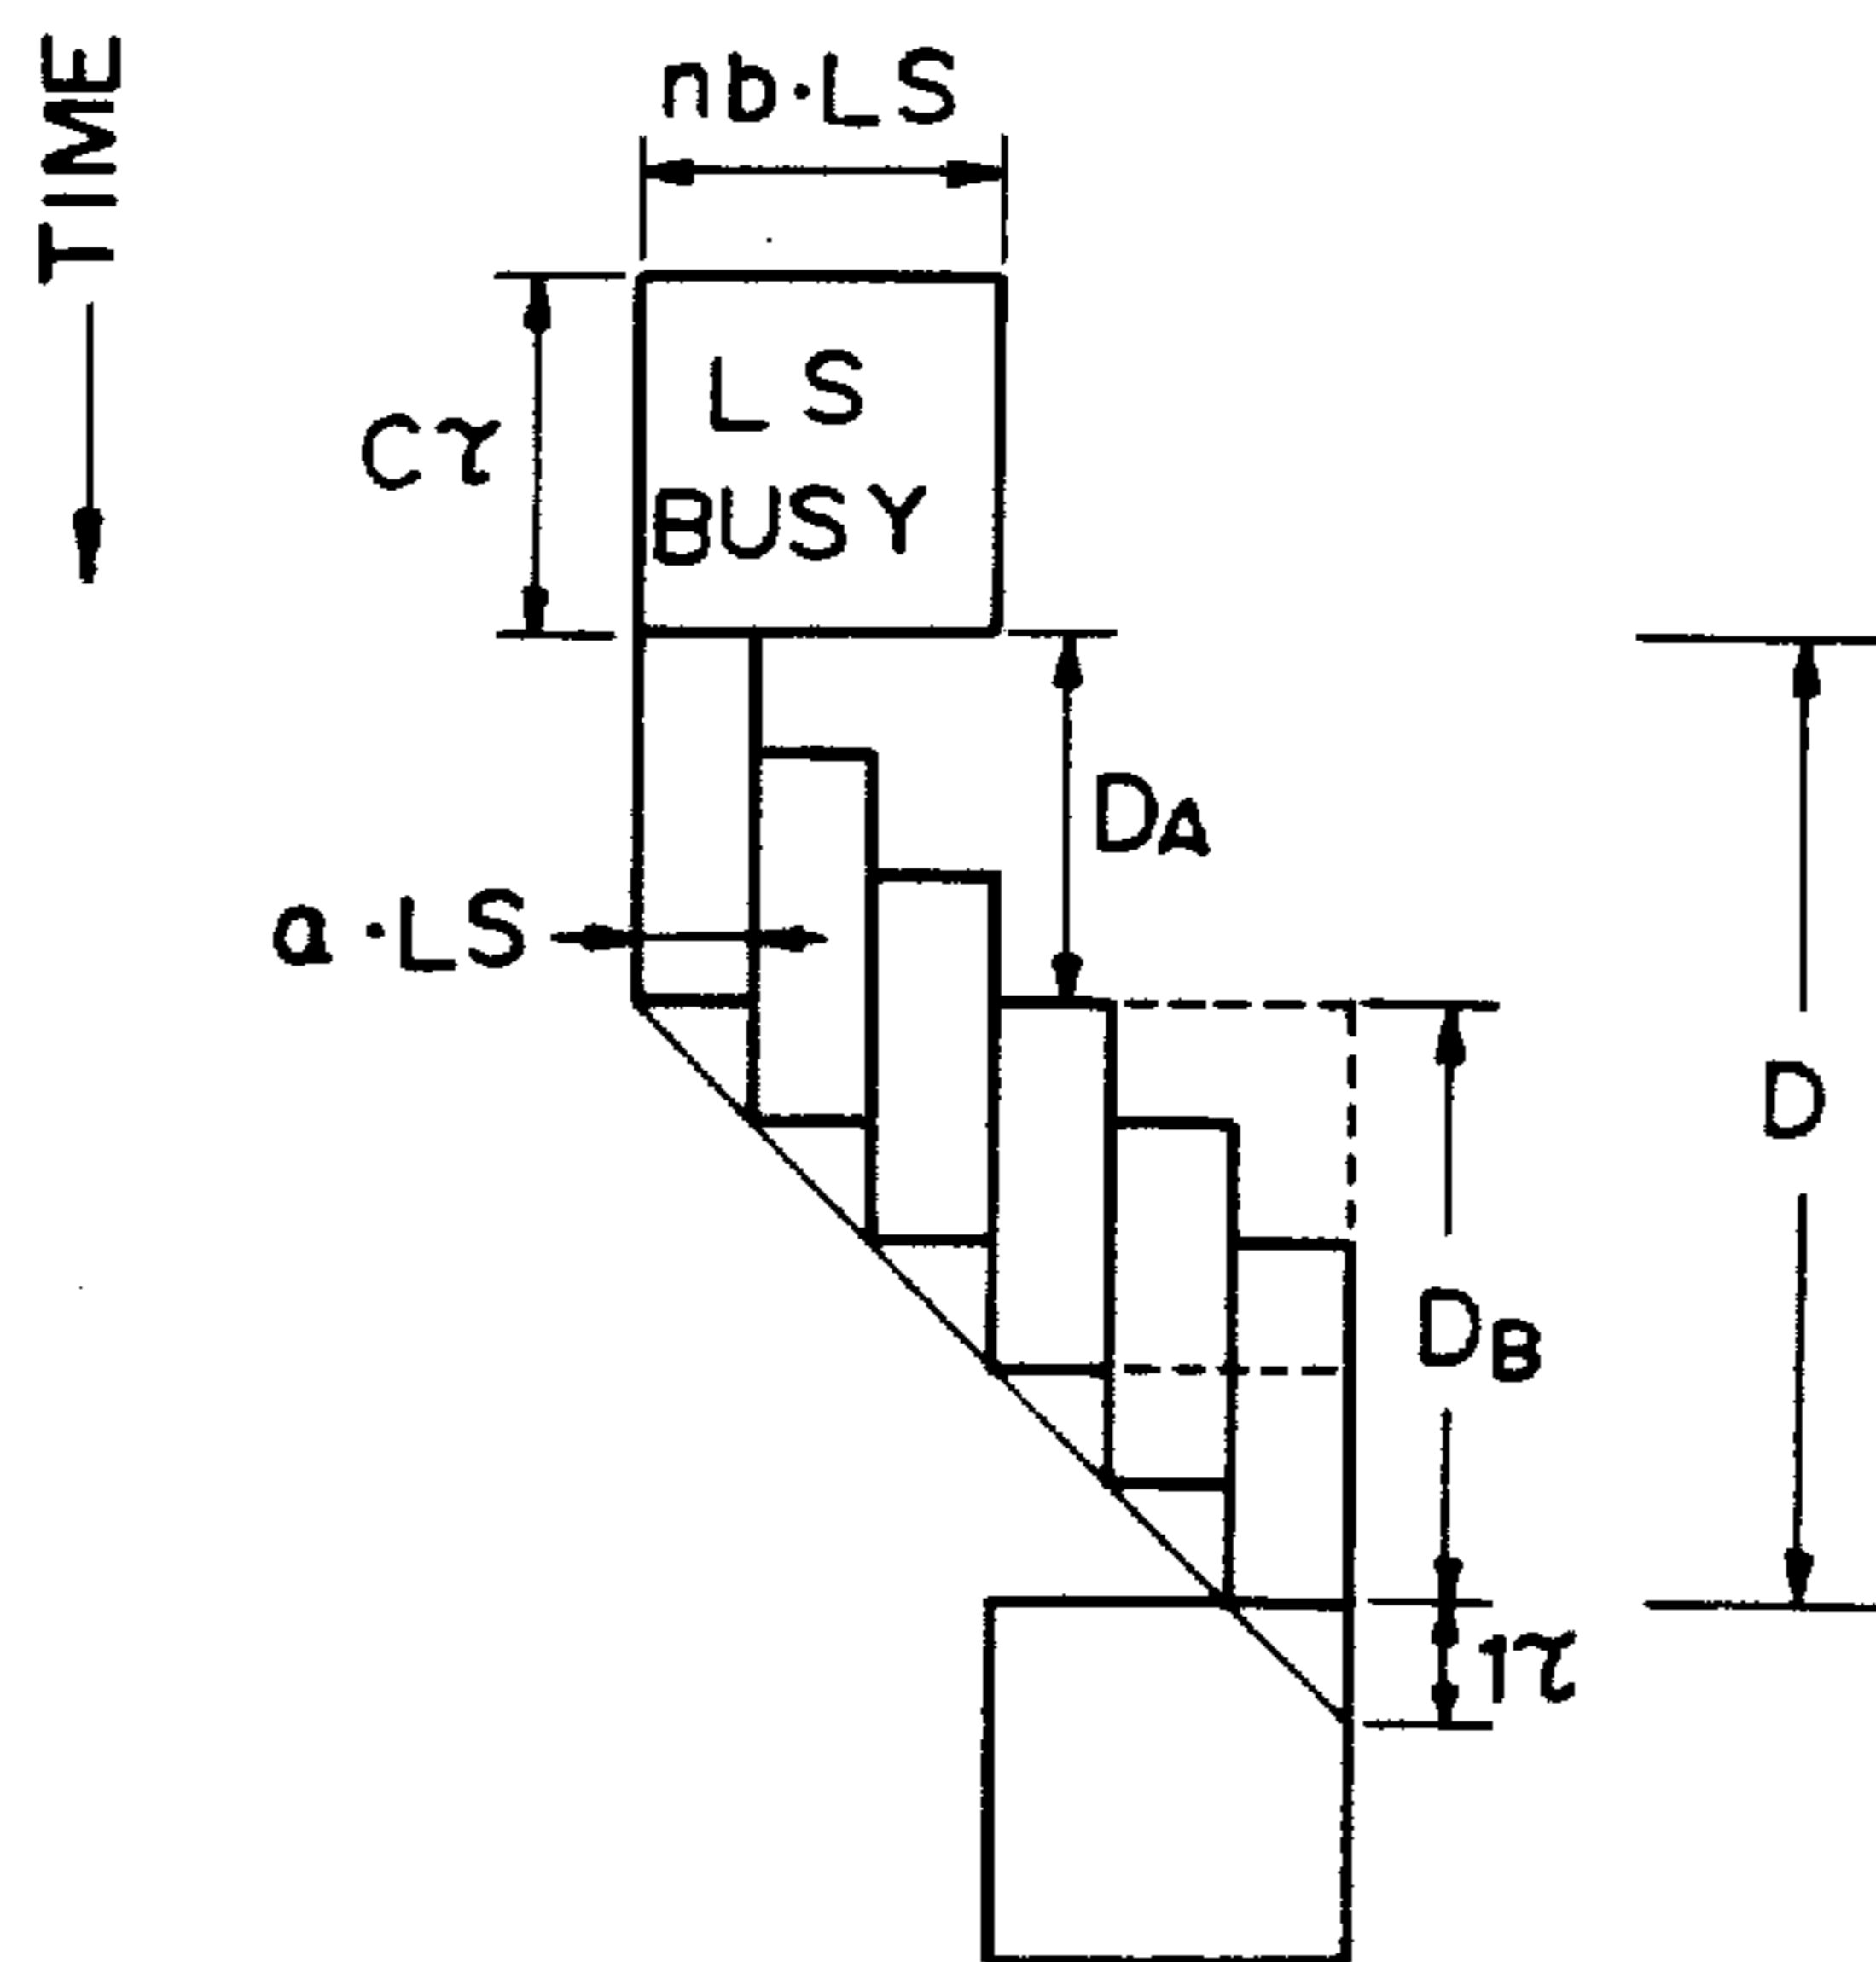 TIME
nb·LS
LS
BUSY
Cτ
DA
a·LS
D
DB
1τ